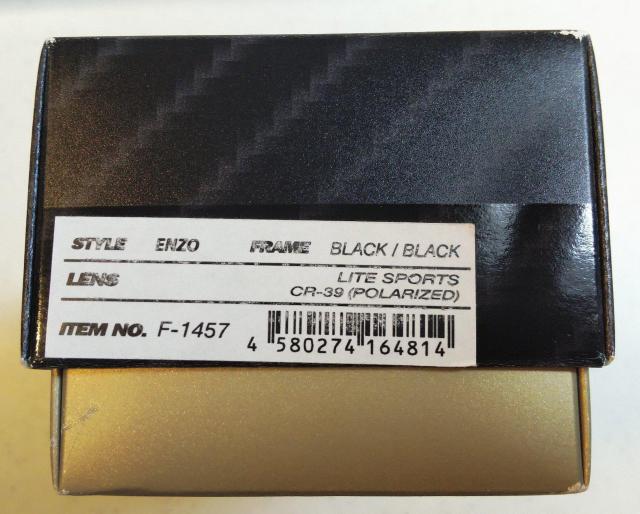 STYLE ENZO FRAME BLACK / BLACK
LENS LITE SPORTS
CR-39 (POLARIZED)
ITEM NO. F-1457
4 580274 164814